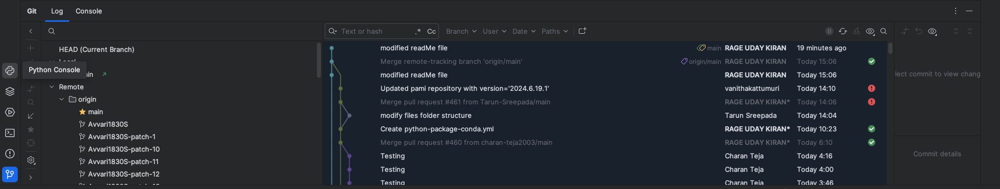 Git Log Console
Text or hash .* Cc Branch User Date Paths
HEAD (Current Branch)
Local
Python Console
Remote
origin
main
Avvari1830S
Avvari1830S-patch-1
Avvari1830S-patch-10
Avvari1830S-patch-11
Avvari1830S-patch-12
modified readMe file main RAGE UDAY KIRAN 19 minutes ago
Merge remote-tracking branch 'origin/main' origin/main RAGE UDAY KIRAN Today 15:06
modified readMe file RAGE UDAY KIRAN Today 15:06
Updated pami repository with version='2024.6.19.1' vanithakattumuri Today 14:10
Merge pull request #461 from Tarun-Sreepada/main RAGE UDAY KIRAN* Today 14:06
modify files folder structure Tarun Sreepada Today 14:04
Create python-package-conda.yml RAGE UDAY KIRAN* Today 10:23
Merge pull request #460 from charan-teja2003/main RAGE UDAY KIRAN* Today 6:10
Testing Charan Teja Today 4:16
Testing Charan Teja Today 4:00
Testing Charan Teja Today 3:46
lect commit to view chang
Commit details